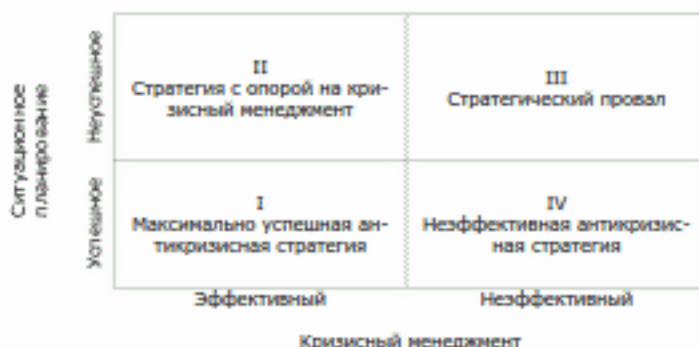 Ситуационное
планирование
Неуспешное
Успешное
II
Стратегия с опорой на кри-
зисный менеджмент
III
Стратегический провал
I
Максимально успешная ан-
тикризисная стратегия
IV
Неэффективная антикризис-
ная стратегия
Эффективный
Неэффективный
Кризисный менеджмент